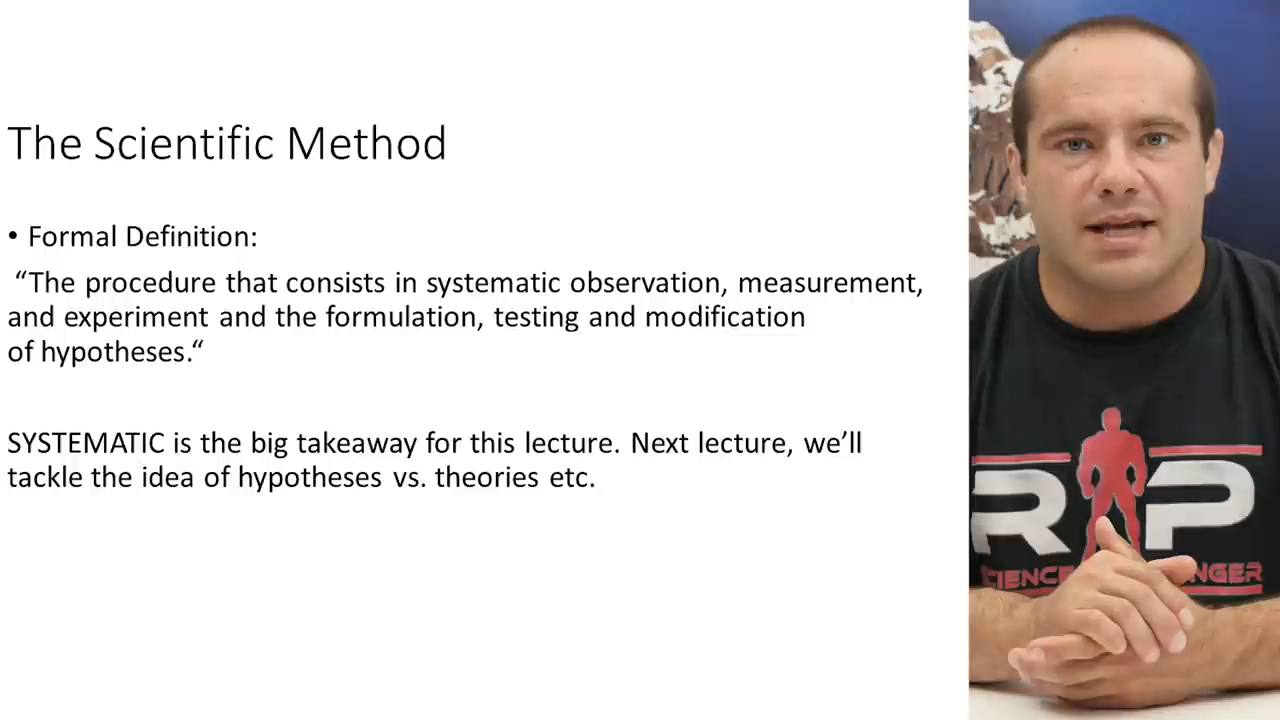 The Scientific Method
• Formal Definition:
“The procedure that consists in systematic observation, measurement,
and experiment and the formulation, testing and modification
of hypotheses.“
SYSTEMATIC is the big takeaway for this lecture. Next lecture, we’ll
tackle the idea of hypotheses vs. theories etc.
R P